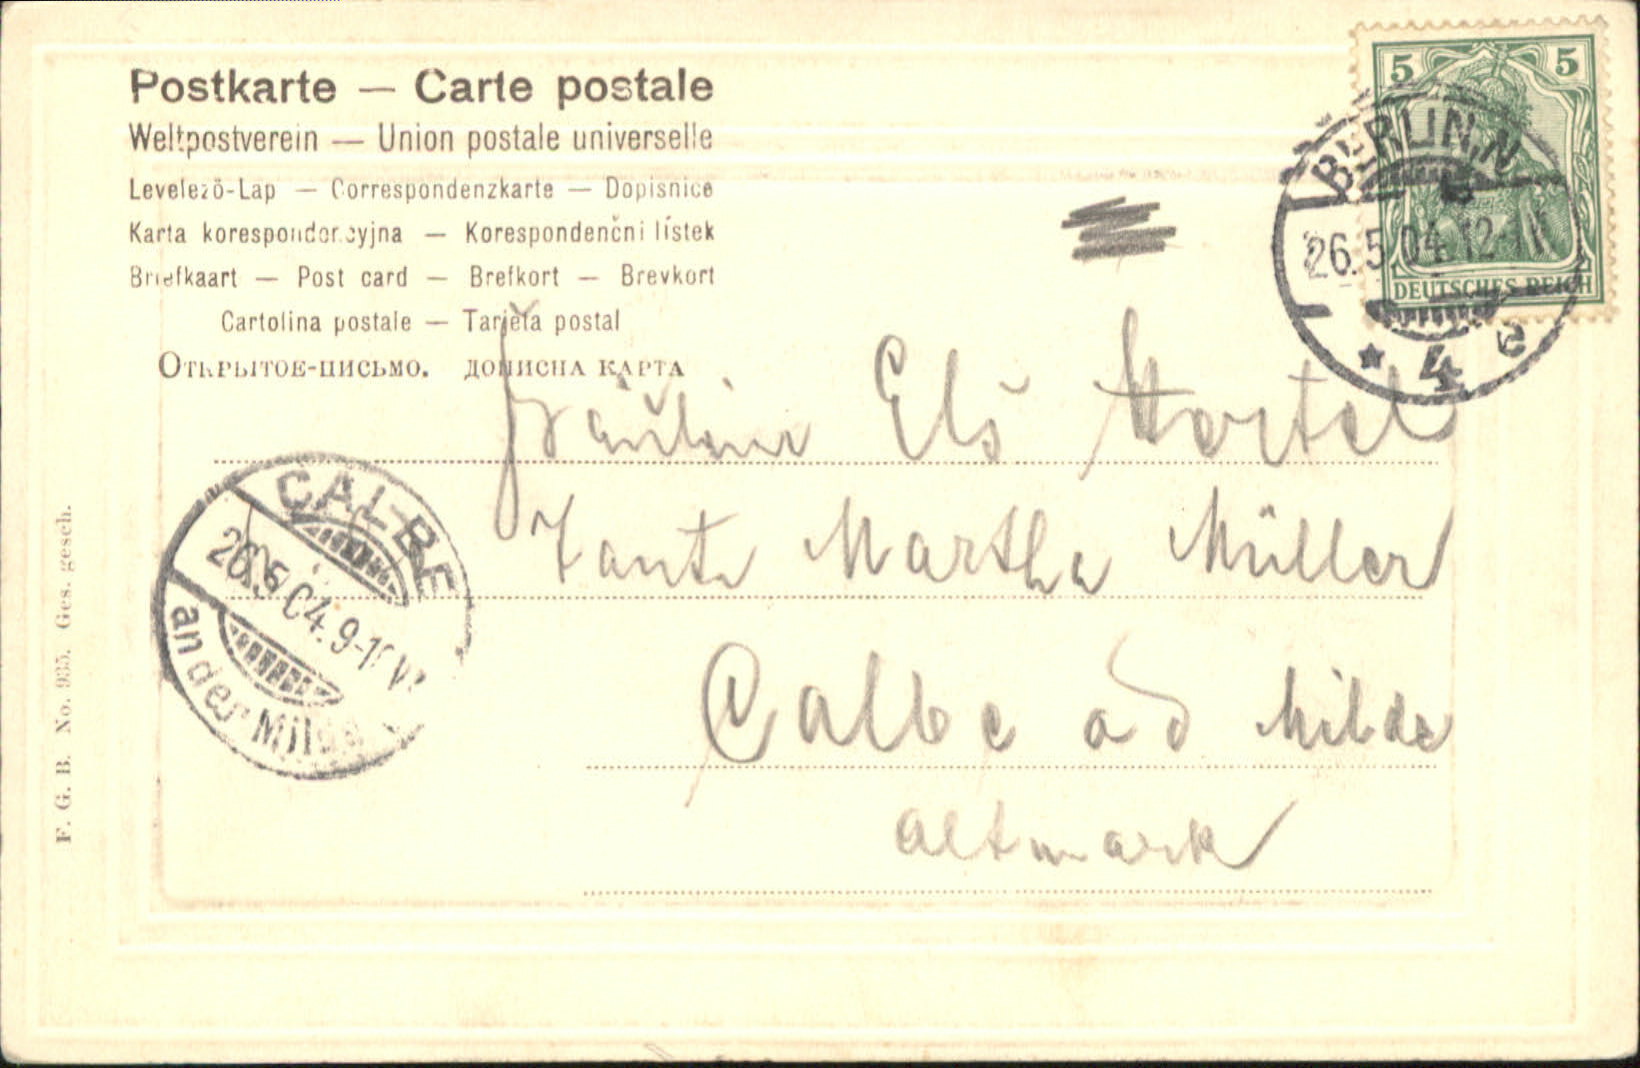 Postkarte — Carte postale
Weltpostverein — Union postale universelle
Levelező-Lap — Correspondenzkarte — Dopisnice
Karta korespondencyjna — Korespondenční lístek
Briefkaart — Post card — Brefkort — Brevkort
Cartolina postale — Tarjeta postal
Открытое-письмо. дописна карта
5 5
DEUTSCHES REICH
BERLIN, N.
26.5.04.12-1
★ 4 e
Fräulein Els
Tante Martha Müller
Calbe a d Milde
Altmark
CALBE
26.5.04.9-10V
an der Milde
F. G. B. No. 935. Ges. gesch.